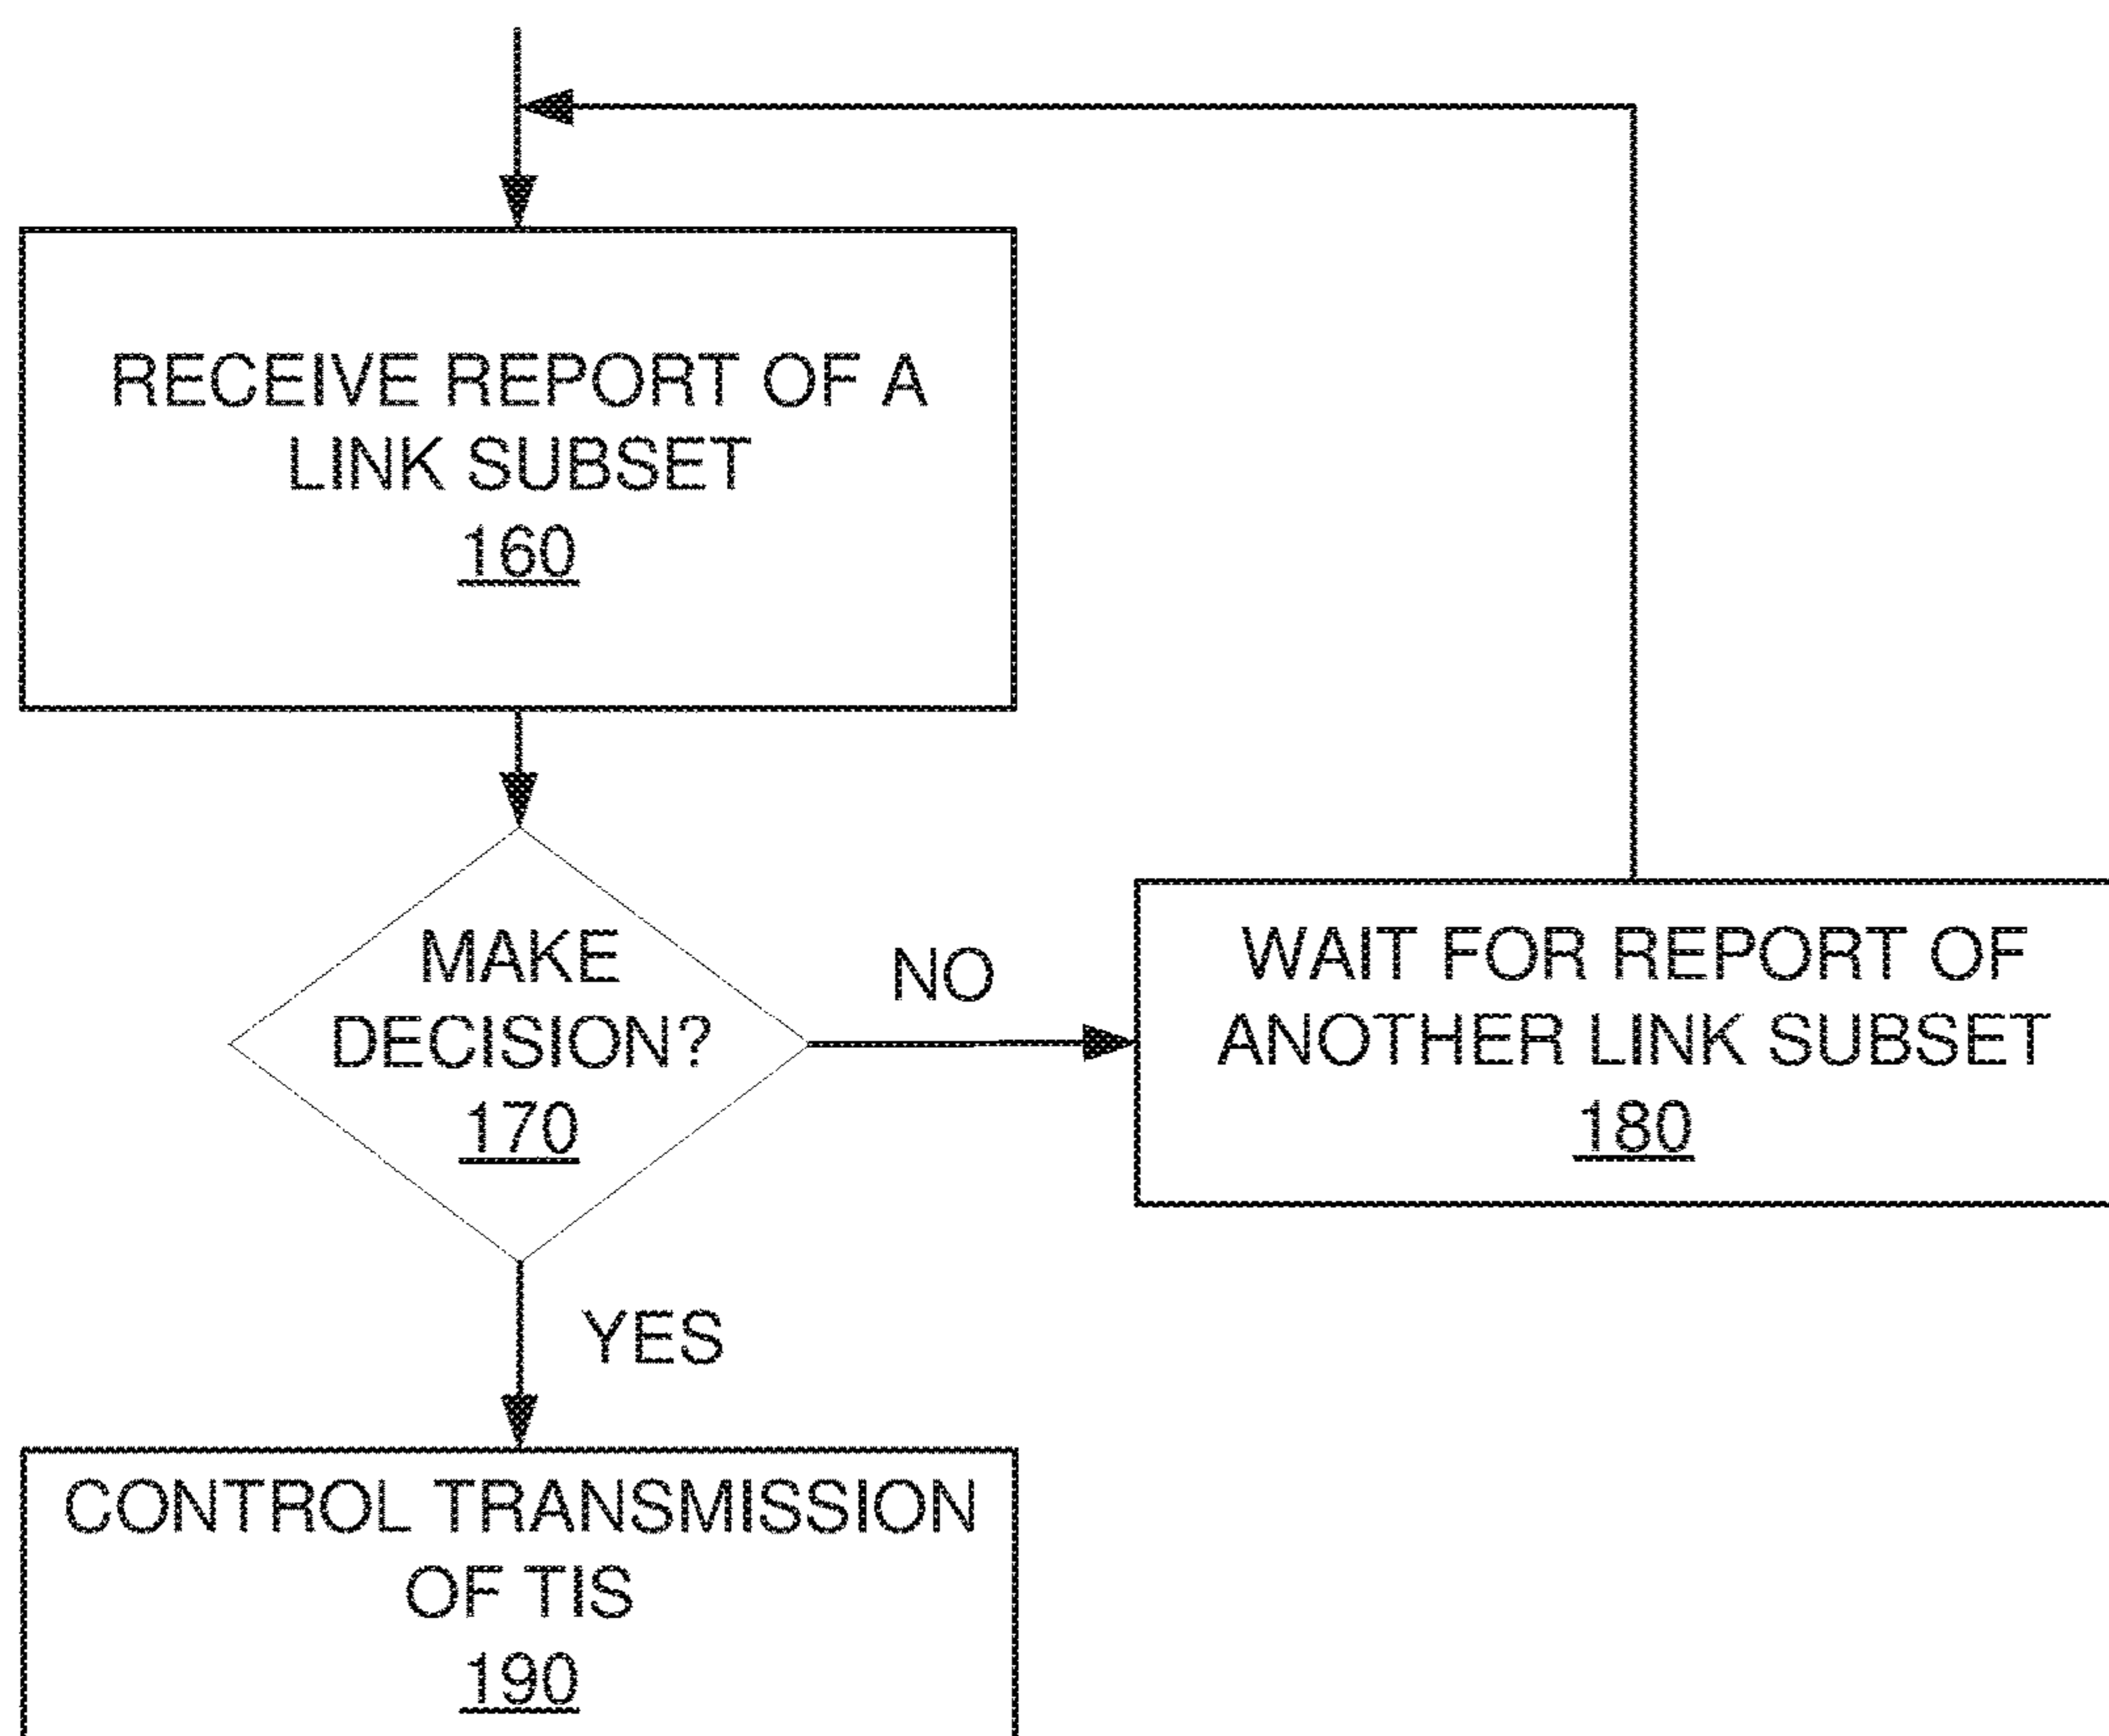 RECEIVE REPORT OF A
LINK SUBSET
160
MAKE
DECISION?
170
NO
WAIT FOR REPORT OF
ANOTHER LINK SUBSET
180
YES
CONTROL TRANSMISSION
OF TIS
190